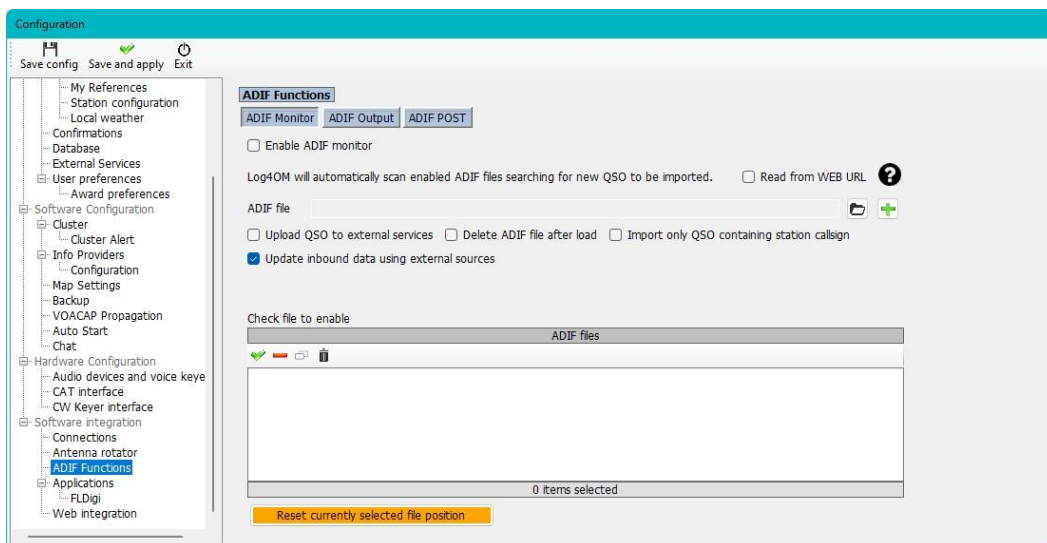 Configuration
Save config Save and apply Exit
My References
Station configuration
Local weather
Confirmations
Database
External Services
User preferences
Award preferences
Software Configuration
Cluster
Cluster Alert
Info Providers
Configuration
Map Settings
Backup
VOACAP Propagation
Auto Start
Chat
Hardware Configuration
Audio devices and voice keye
CAT interface
CW Keyer interface
Software integration
Connections
Antenna rotator
ADIF Functions
Applications
FLDigi
Web integration
ADIF Functions
ADIF Monitor ADIF Output ADIF POST
Enable ADIF monitor
Log4OM will automatically scan enabled ADIF files searching for new QSO to be imported. Read from WEB URL ?
ADIF file
Upload QSO to external services Delete ADIF file after load Import only QSO containing station callsign
Update inbound data using external sources
Check file to enable
ADIF files
0 items selected
Reset currently selected file position